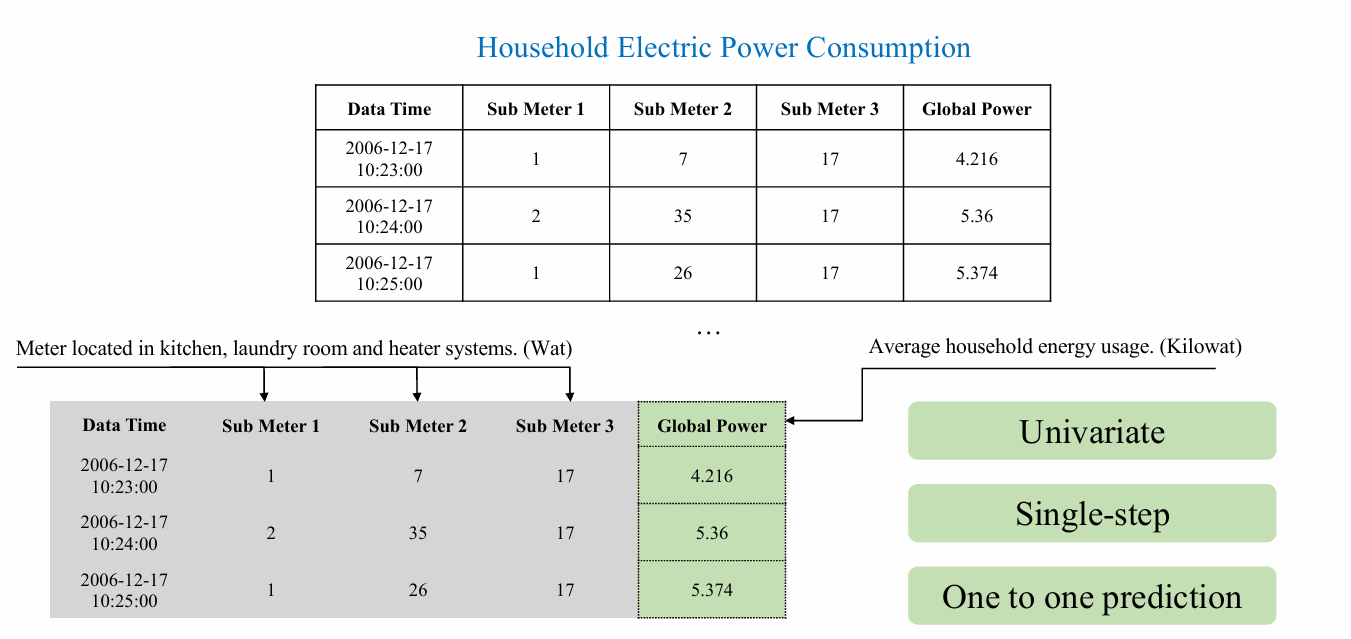 Household Electric Power Consumption
Data Time Sub Meter 1 Sub Meter 2 Sub Meter 3 Global Power
2006-12-17
10:23:00 1 7 17 4.216
2006-12-17
10:24:00 2 35 17 5.36
2006-12-17
10:25:00 1 26 17 5.374
...
Meter located in kitchen, laundry room and heater systems. (Wat)
Average household energy usage. (Kilowat)
Data Time Sub Meter 1 Sub Meter 2 Sub Meter 3 Global Power
2006-12-17
10:23:00 1 7 17 4.216
2006-12-17
10:24:00 2 35 17 5.36
2006-12-17
10:25:00 1 26 17 5.374
Univariate
Single-step
One to one prediction